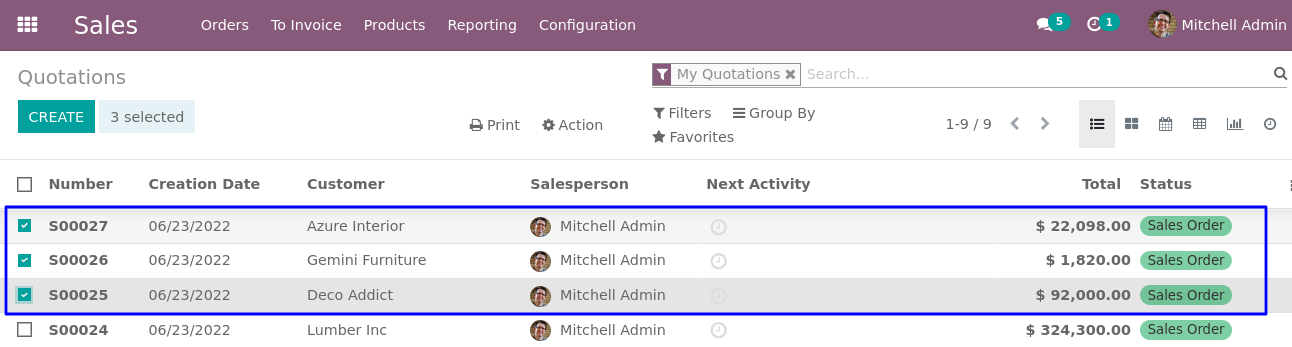 Sales Orders To Invoice Products Reporting Configuration 5 1 Mitchell Admin
Quotations My Quotations ✖ Search...
CREATE 3 selected Print Action Filters Group By 1-9 / 9
Favorites
Number Creation Date Customer Salesperson Next Activity Total Status
S00027 06/23/2022 Azure Interior Mitchell Admin $ 22,098.00 Sales Order
S00026 06/23/2022 Gemini Furniture Mitchell Admin $ 1,820.00 Sales Order
S00025 06/23/2022 Deco Addict Mitchell Admin $ 92,000.00 Sales Order
S00024 06/23/2022 Lumber Inc Mitchell Admin $ 324,300.00 Sales Order